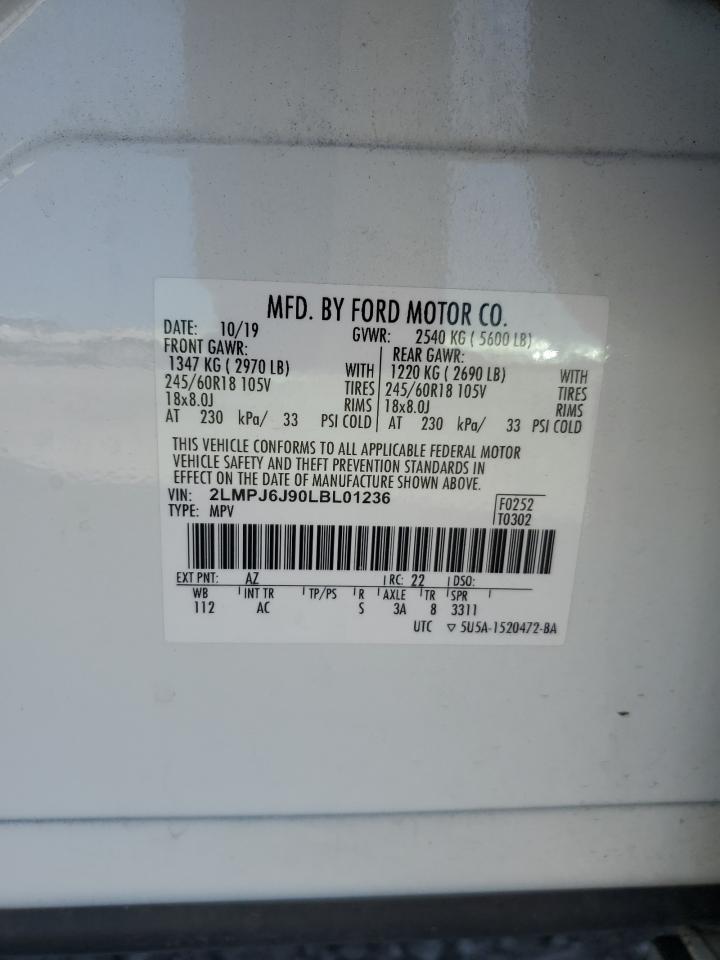 MFD. BY FORD MOTOR CO.
DATE: 10/19 GVWR: 2540 KG ( 5600 LB)
FRONT GAWR: REAR GAWR:
1347 KG ( 2970 LB) WITH 1220 KG ( 2690 LB) WITH
245/60R18 105V TIRES 245/60R18 105V TIRES
18x8.0J RIMS 18x8.0J RIMS
AT 230 kPa/ 33 PSI COLD AT 230 kPa/ 33 PSI COLD
THIS VEHICLE CONFORMS TO ALL APPLICABLE FEDERAL MOTOR
VEHICLE SAFETY AND THEFT PREVENTION STANDARDS IN
EFFECT ON THE DATE OF MANUFACTURE SHOWN ABOVE.
VIN: 2LMPJ6J90LBL01236 F0252
TYPE: MPV T0302
EXT PNT: AZ RC: 22 DSO:
WB INT TR TP/PS R AXLE TR SPR
112 AC S 3A 8 3311
UTC ▽ 5U5A-1520472-BA